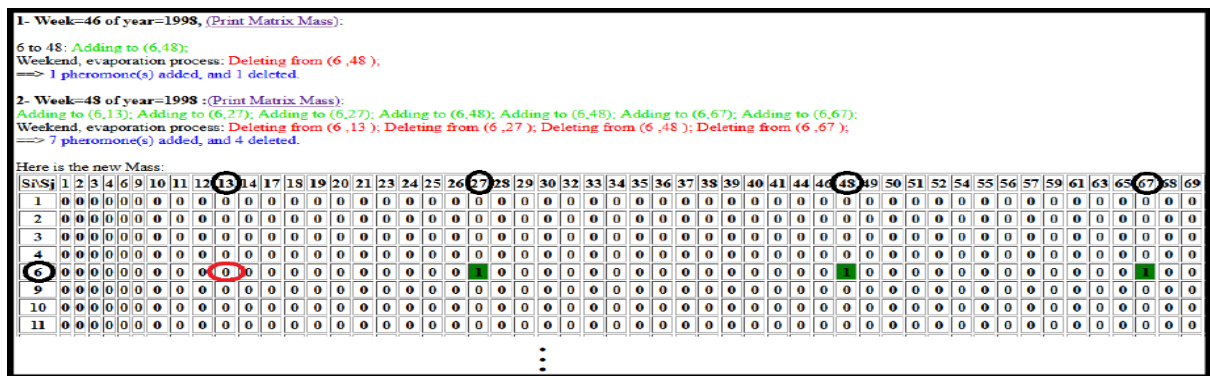 1- Week=46 of year=1998, (Print Matrix Mass):
6 to 48: Adding to (6,48);
Weekend, evaporation process: Deleting from (6 ,48 );
==> 1 pheromone(s) added, and 1 deleted.
2- Week=48 of year=1998 :(Print Matrix Mass):
Adding to (6,13); Adding to (6,27); Adding to (6,27); Adding to (6,48); Adding to (6,48); Adding to (6,67); Adding to (6,67);
Weekend, evaporation process: Deleting from (6 ,13 ); Deleting from (6 ,27 ); Deleting from (6 ,48 ); Deleting from (6 ,67 );
==> 7 pheromone(s) added, and 4 deleted.
Here is the new Mass:
Si\Sj 1 2 3 4 6 9 10 11 12 13 14 17 18 19 20 21 23 24 25 26 27 28 29 30 32 33 34 35 36 37 38 39 40 41 44 46 48 49 50 51 52 54 55 56 57 59 61 63 65 67 68 69
1 0 0 0 0 0 0 0 0 0 0 0 0 0 0 0 0 0 0 0 0 0 0 0 0 0 0 0 0 0 0 0 0 0 0 0 0 0 0 0 0 0 0 0 0 0 0 0 0 0 0 0 0
2 0 0 0 0 0 0 0 0 0 0 0 0 0 0 0 0 0 0 0 0 0 0 0 0 0 0 0 0 0 0 0 0 0 0 0 0 0 0 0 0 0 0 0 0 0 0 0 0 0 0 0 0
3 0 0 0 0 0 0 0 0 0 0 0 0 0 0 0 0 0 0 0 0 0 0 0 0 0 0 0 0 0 0 0 0 0 0 0 0 0 0 0 0 0 0 0 0 0 0 0 0 0 0 0 0
4 0 0 0 0 0 0 0 0 0 0 0 0 0 0 0 0 0 0 0 0 0 0 0 0 0 0 0 0 0 0 0 0 0 0 0 0 0 0 0 0 0 0 0 0 0 0 0 0 0 0 0
6 0 0 0 0 0 0 0 0 0 0 0 0 0 0 0 0 0 0 0 0 1 0 0 0 0 0 0 0 0 0 0 0 0 0 0 0 1 0 0 0 0 0 0 0 0 0 0 0 0 1 0 0
9 0 0 0 0 0 0 0 0 0 0 0 0 0 0 0 0 0 0 0 0 0 0 0 0 0 0 0 0 0 0 0 0 0 0 0 0 0 0 0 0 0 0 0 0 0 0 0 0 0 0 0 0
10 0 0 0 0 0 0 0 0 0 0 0 0 0 0 0 0 0 0 0 0 0 0 0 0 0 0 0 0 0 0 0 0 0 0 0 0 0 0 0 0 0 0 0 0 0 0 0 0 0 0 0 0
11 0 0 0 0 0 0 0 0 0 0 0 0 0 0 0 0 0 0 0 0 0 0 0 0 0 0 0 0 0 0 0 0 0 0 0 0 0 0 0 0 0 0 0 0 0 0 0 0 0 0 0 0